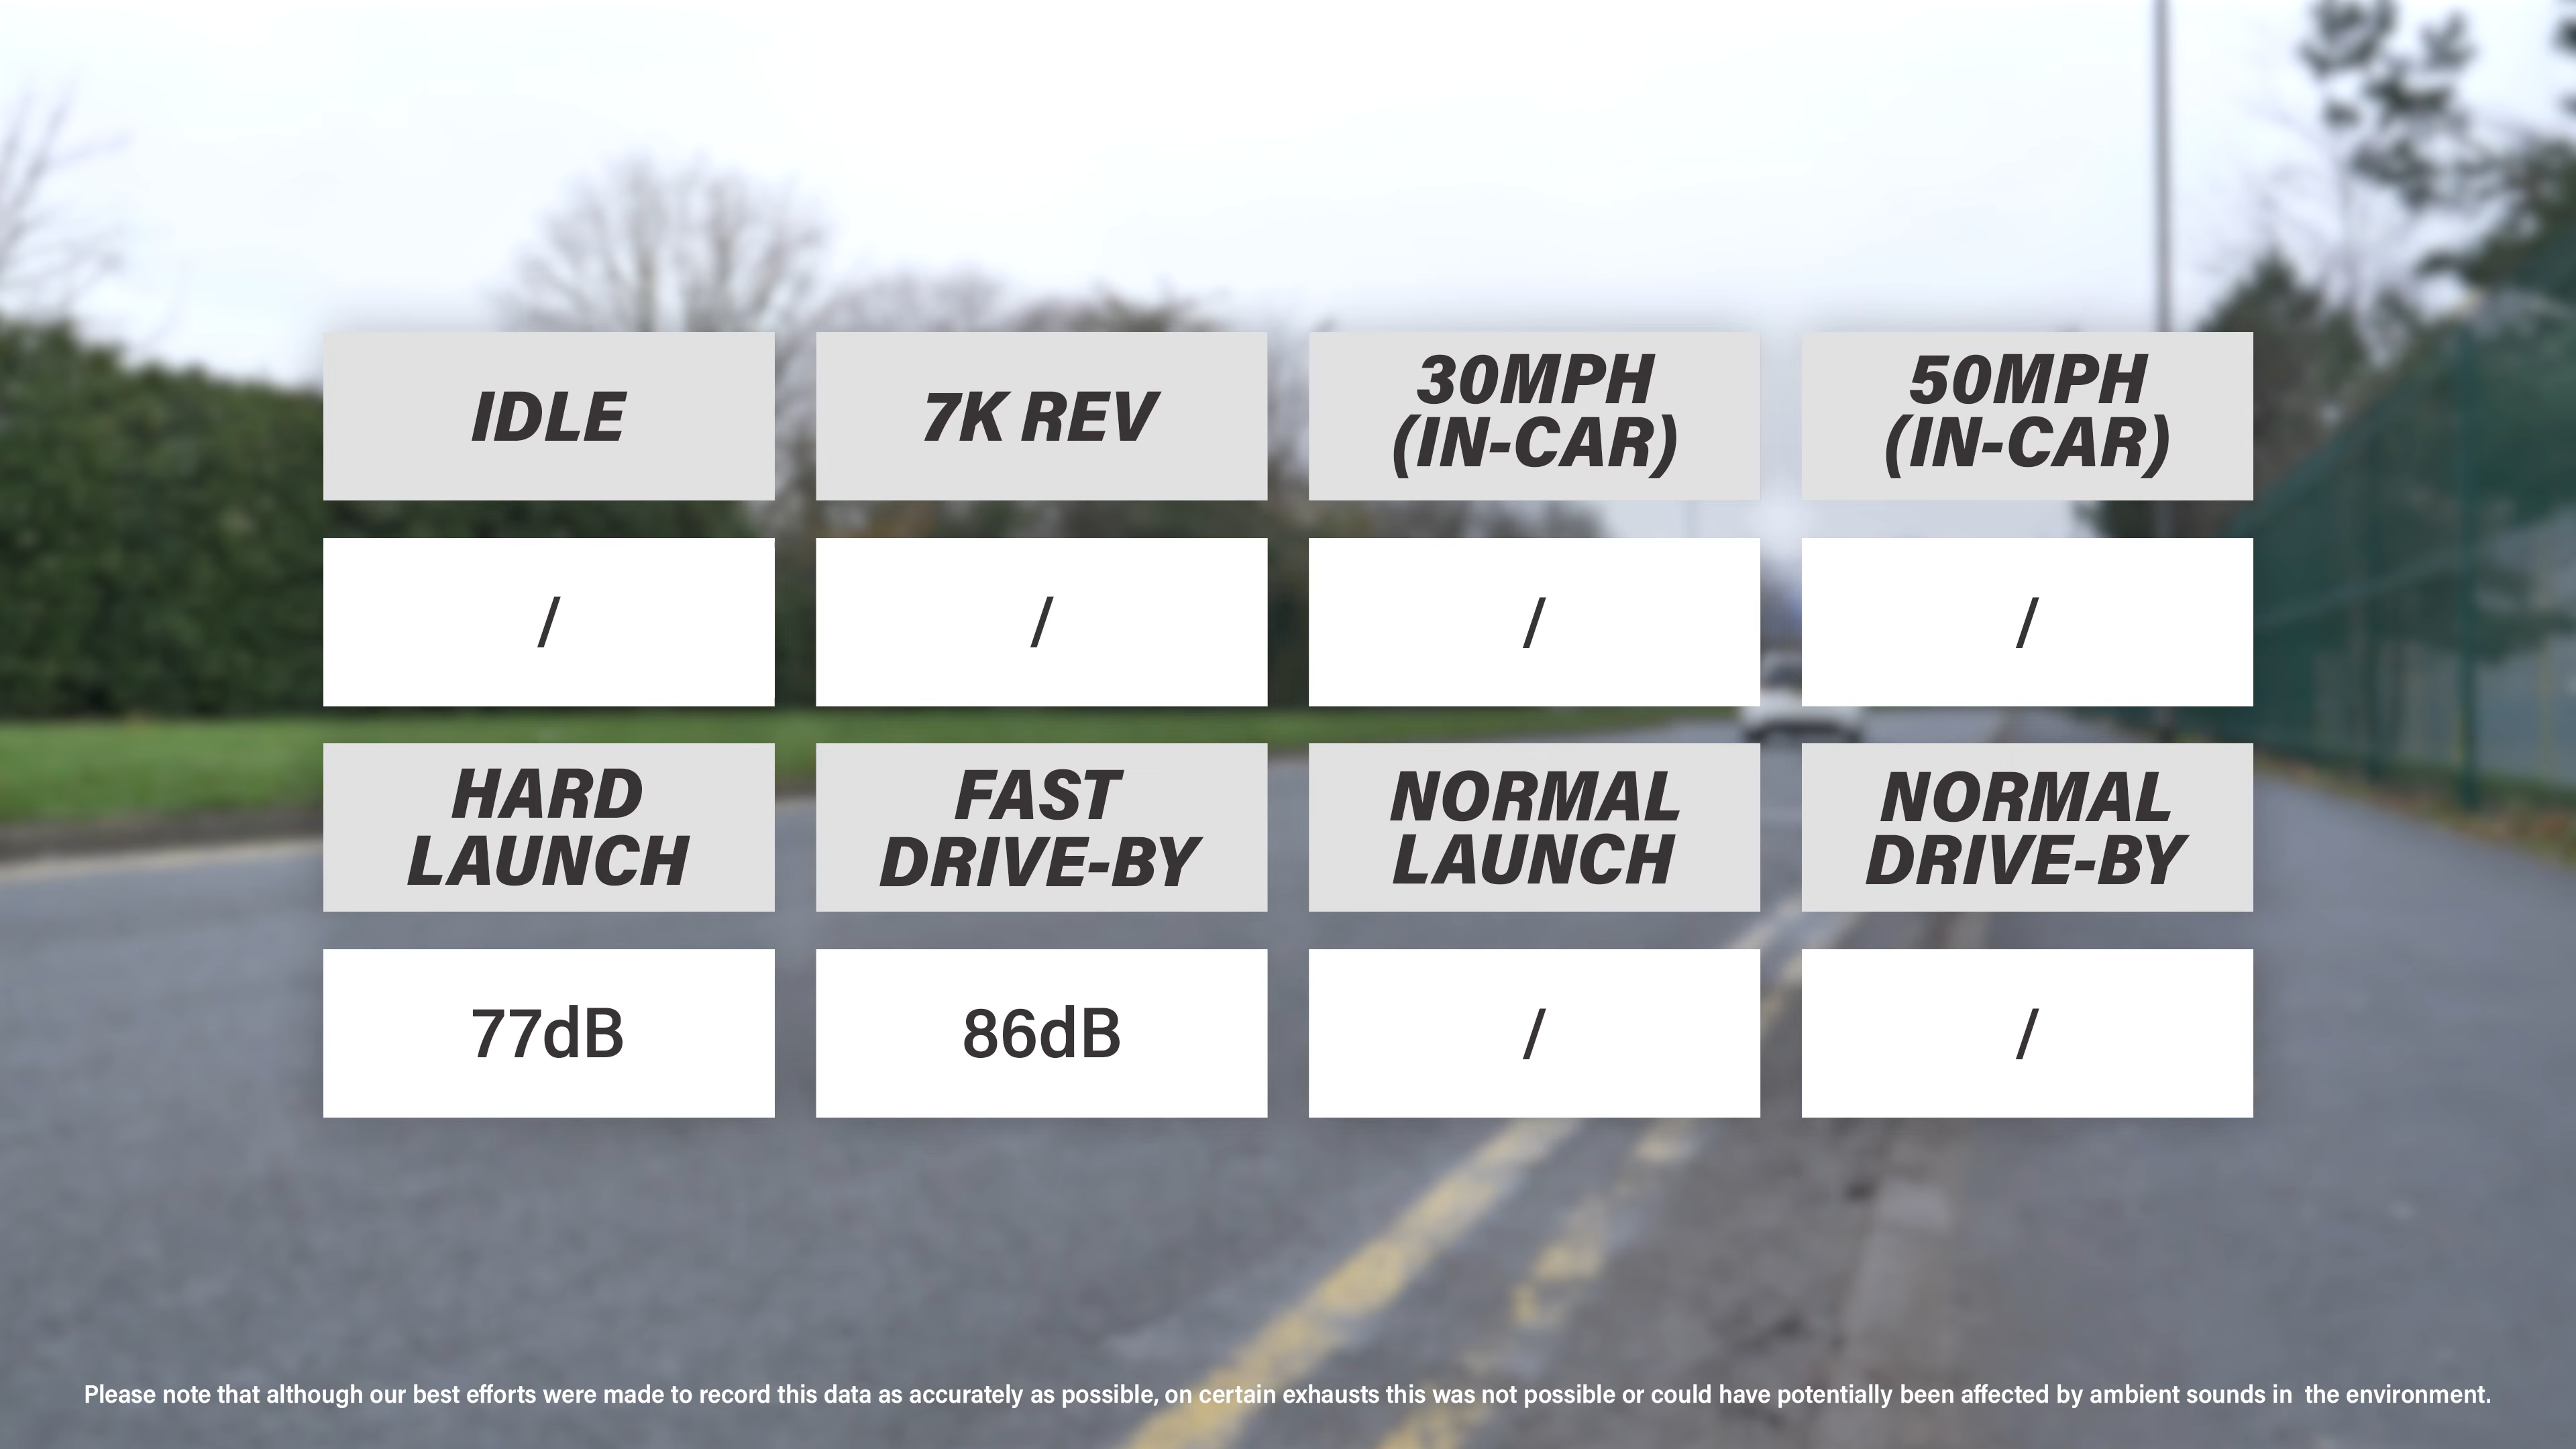 IDLE
7K REV
30MPH
(IN-CAR)
50MPH
(IN-CAR)
/
/
/
/
HARD
LAUNCH
FAST
DRIVE-BY
NORMAL
LAUNCH
NORMAL
DRIVE-BY
77dB
86dB
/
/
Please note that although our best efforts were made to record this data as accurately as possible, on certain exhausts this was not possible or could have potentially been affected by ambient sounds in the environment.